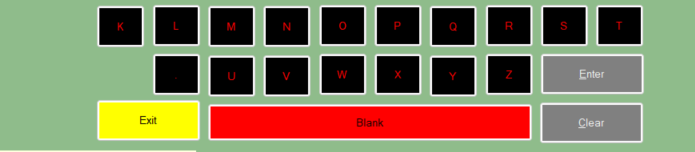 K L M N O P Q R S T
. U V W X Y Z Enter
Exit Blank Clear